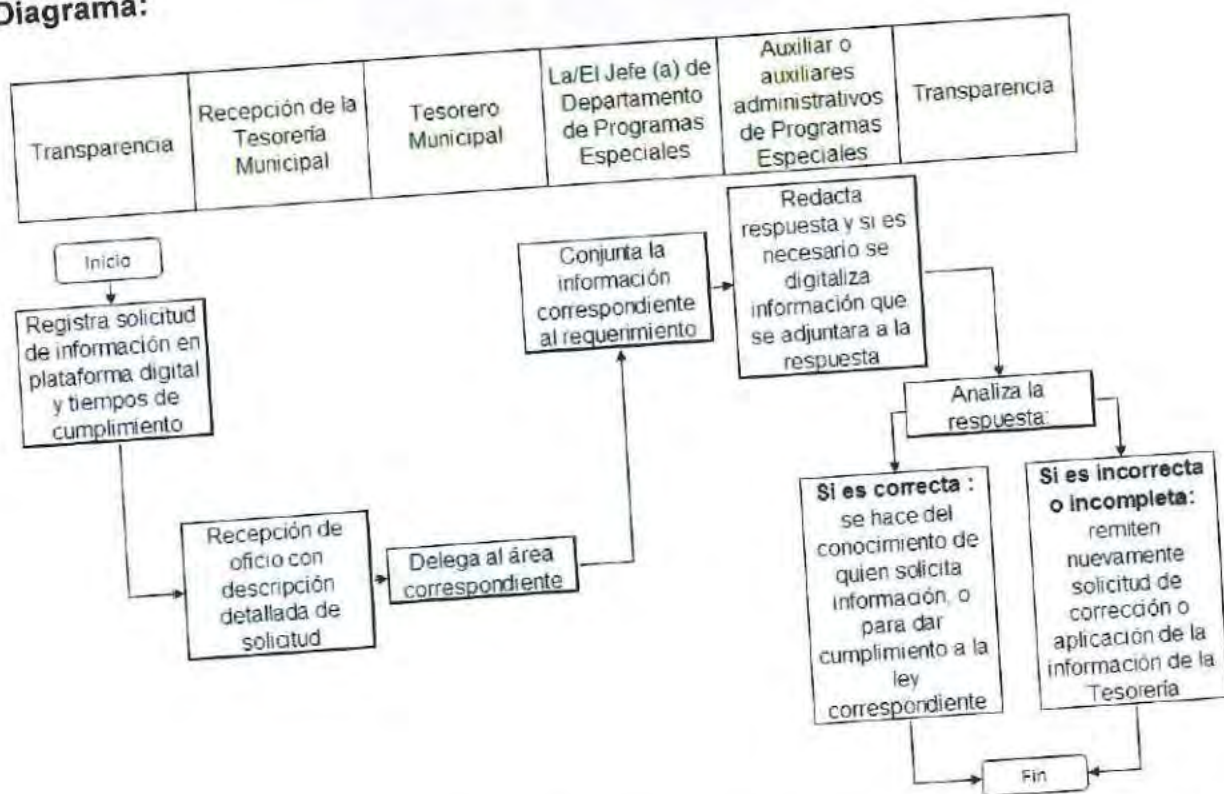 Diagrama:
Transparencia
Recepción de la
Tesorería
Municipal
Tesorero
Municipal
La/El Jefe (a) de
Departamento
de Programas
Especiales
Auxiliar o
auxiliares
administrativos
de Programas
Especiales
Transparencia
Inicio
Registra solicitud
de información en
plataforma digital
y tiempos de
cumplimiento
Recepción de
oficio con
descripción
detallada de
solicitud
Delega al área
correspondiente
Conjunta la
información
correspondiente
al requerimiento
Redacta
respuesta y si es
necesario se
digitaliza
información que
se adjuntara a la
respuesta
Analiza la
respuesta:
Si es correcta :
se hace del
conocimiento de
quien solicita
información, o
para dar
cumplimiento a la
ley
correspondiente
Si es incorrecta
o incompleta:
remiten
nuevamente
solicitud de
corrección o
aplicación de la
información de la
Tesorería
Fin